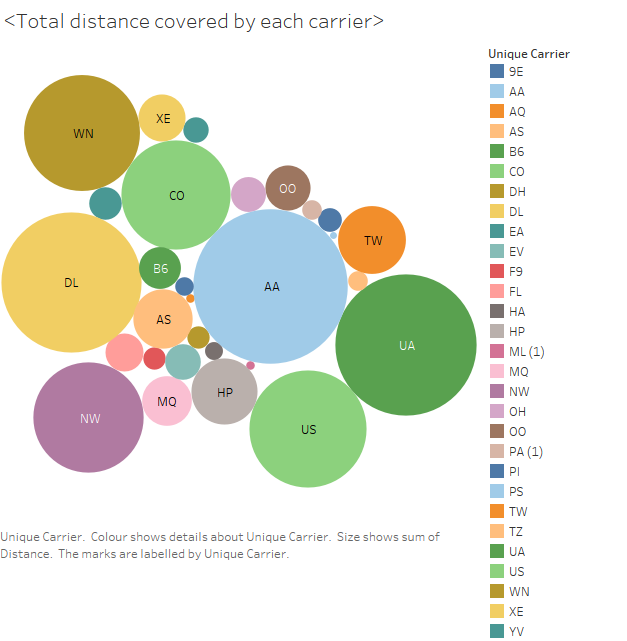 <Total distance covered by each carrier>
Unique Carrier
9E
AA
AQ
AS
B6
CO
DH
DL
EA
EV
F9
FL
HA
HP
ML (1)
MQ
NW
OH
OO
PA (1)
PI
PS
TW
TZ
UA
US
WN
XE
YV
WN
XE
CO
OO
TW
B6
DL
AA
AS
UA
HP
MQ
NW
US
Unique Carrier.  Colour shows details about Unique Carrier.  Size shows sum of
Distance.  The marks are labelled by Unique Carrier.